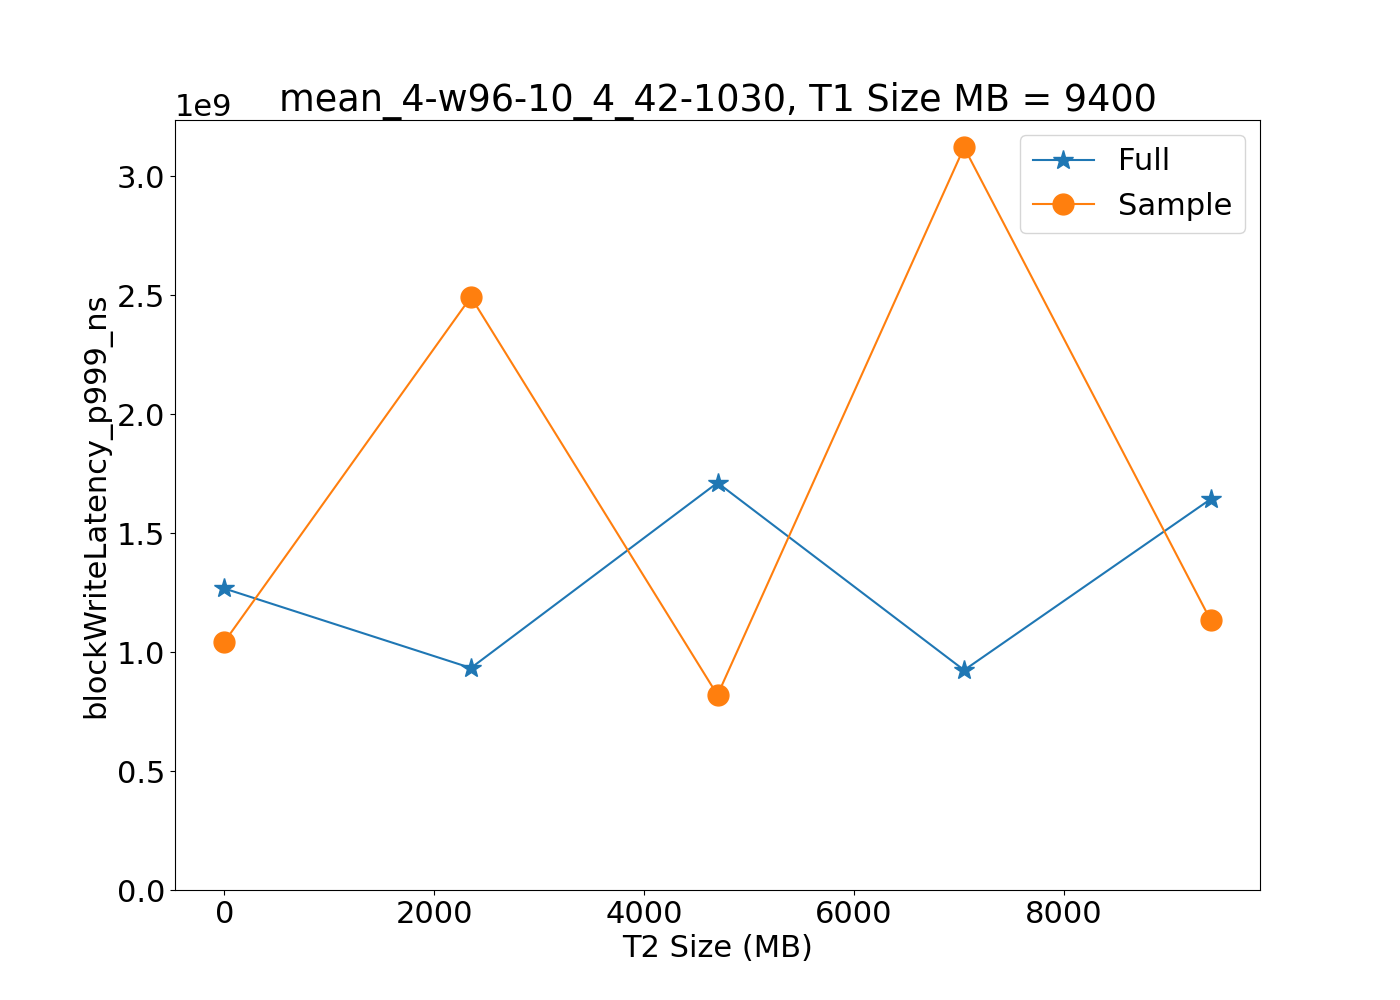 mean_4-w96-10_4_42-1030, T1 Size MB = 9400
1e9
Full
Sample
3.0
2.5
2.0
1.5
1.0
0.5
0.0
blockWriteLatency_p999_ns
0 2000 4000 6000 8000
T2 Size (MB)